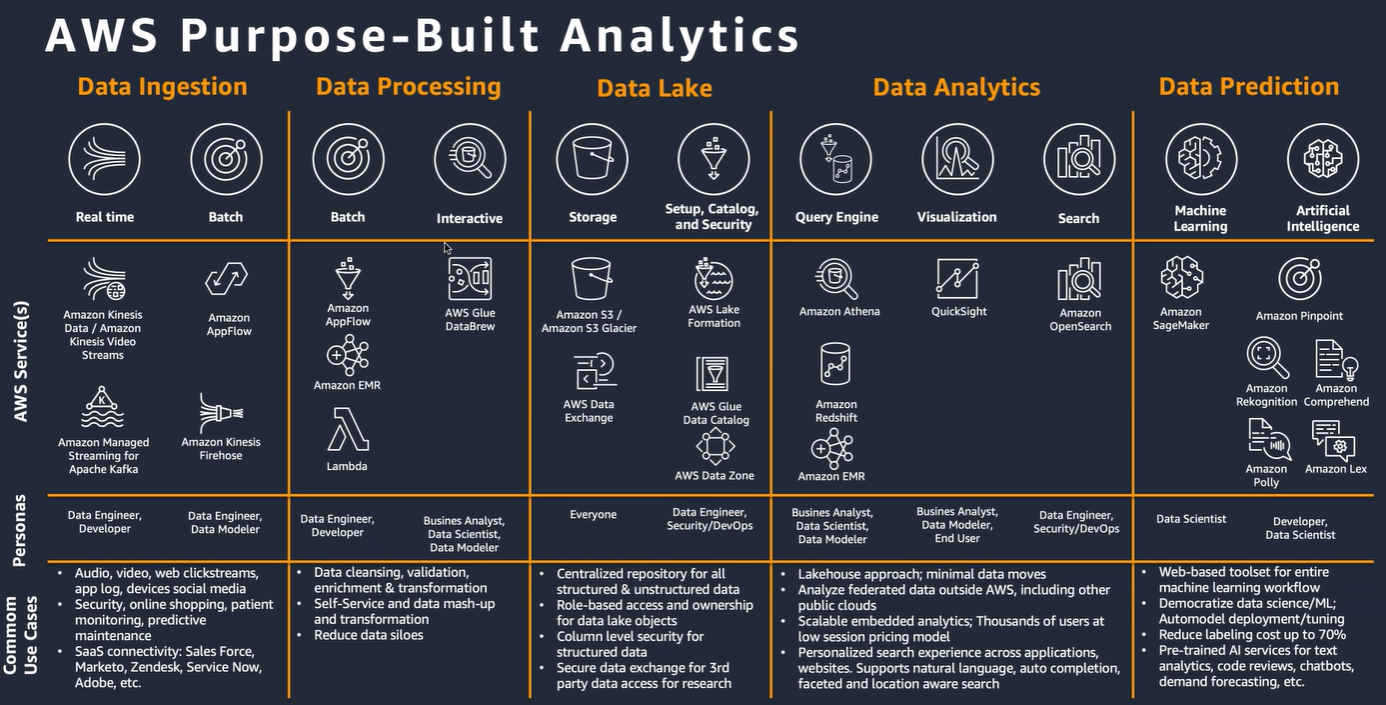 AWS Purpose-Built Analytics
Data Ingestion
Data Processing
Data Lake
Data Analytics
Data Prediction
Real time
Batch
Batch
Interactive
Storage
Setup, Catalog,
and Security
Query Engine
Visualization
Search
Machine
Learning
Artificial
Intelligence
AWS Service(s)
Amazon Kinesis
Data / Amazon
Kinesis Video
Streams
Amazon
AppFlow
K
Amazon Managed
Streaming for
Apache Kafka
Amazon Kinesis
Firehose
Amazon
AppFlow
Amazon EMR
Lambda
AWS Glue
DataBrew
Amazon S3 /
Amazon S3 Glacier
AWS Data
Exchange
AWS Lake
Formation
AWS Glue
Data Catalog
AWS Data Zone
Amazon Athena
Amazon
Redshift
Amazon EMR
QuickSight
Amazon
OpenSearch
Amazon
SageMaker
Amazon Pinpoint
Amazon
Rekognition
Amazon
Comprehend
Amazon
Polly
Amazon Lex
Personas
Data Engineer,
Developer
Data Engineer,
Data Modeler
Data Engineer,
Developer
Busines Analyst,
Data Scientist,
Data Modeler
Everyone
Data Engineer,
Security/DevOps
Busines Analyst,
Data Scientist,
Data Modeler
Busines Analyst,
Data Modeler,
End User
Data Engineer,
Security/DevOps
Data Scientist
Developer,
Data Scientist
Commom
Use Cases
• Audio, video, web clickstreams,
app log, devices social media
• Security, online shopping, patient
monitoring, predictive
maintenance
• SaaS connectivity: Sales Force,
Marketo, Zendesk, Service Now,
Adobe, etc.
• Data cleansing, validation,
enrichment & transformation
• Self-Service and data mash-up
and transformation
• Reduce data siloes
• Centralized repository for all
structured & unstructured data
• Role-based access and ownership
for data lake objects
• Column level security for
structured data
• Secure data exchange for 3rd
party data access for research
• Lakehouse approach; minimal data moves
• Analyze federated data outside AWS, including other
public clouds
• Scalable embedded analytics; Thousands of users at
low session pricing model
• Personalized search experience across applications,
websites. Supports natural language, auto completion,
faceted and location aware search
• Web-based toolset for entire
machine learning workflow
• Democratize data science/ML;
Automodel deployment/tuning
• Reduce labeling cost up to 70%
• Pre-trained AI services for text
analytics, code reviews, chatbots,
demand forecasting, etc.